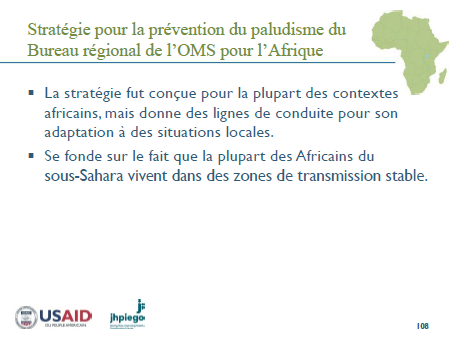 Stratégie pour la prévention du paludisme du
Bureau régional de l'OMS pour l'Afrique
▪ La stratégie fut conçue pour la plupart des contextes
africains, mais donne des lignes de conduite pour son
adaptation à des situations locales.
▪ Se fonde sur le fait que la plupart des Africains du
sous-Sahara vivent dans des zones de transmission stable.
USAID
jhpiego
108